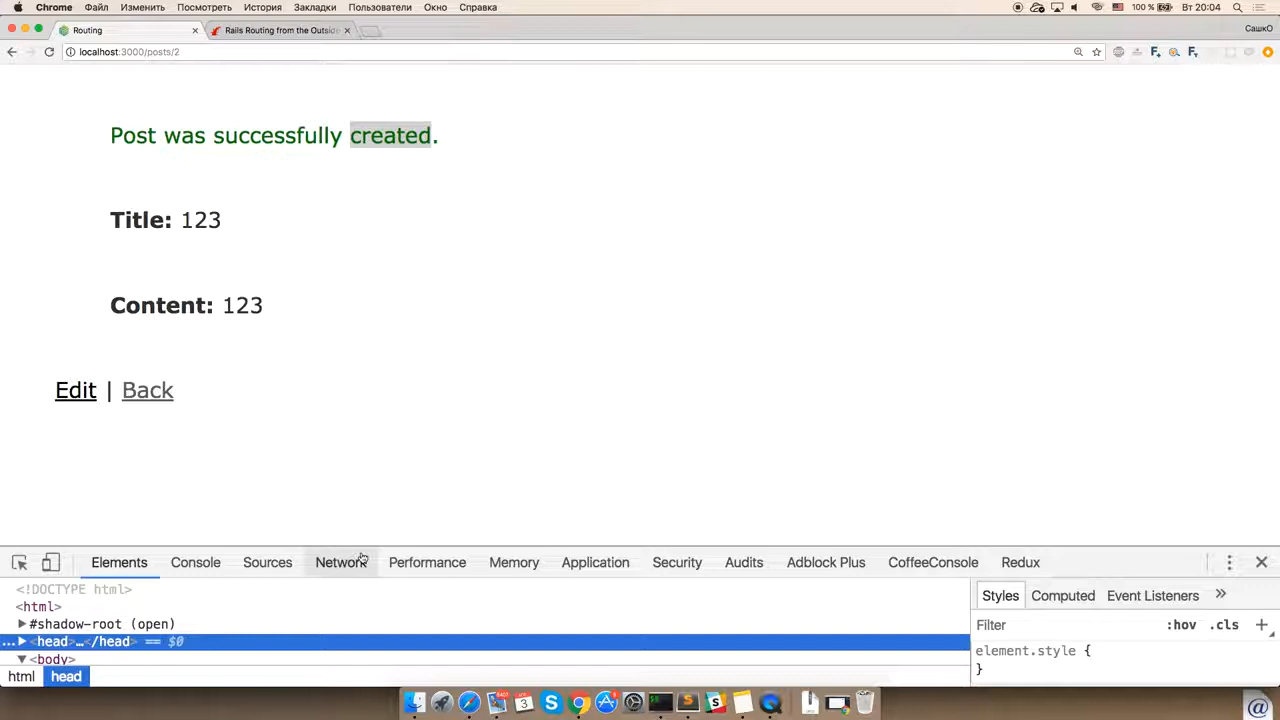 Chrome Файл Изменить Посмотреть История Закладки Пользователи Окно Справка 100 % Вт 20:04
Routing × Rails Routing from the Outside × СашкО
localhost:3000/posts/2
Post was successfully created.
Title: 123
Content: 123
Edit | Back
Elements Console Sources Network Performance Memory Application Security Audits Adblock Plus CoffeeConsole Redux
<!DOCTYPE html>
<html>
#shadow-root (open)
... <head>…</head> == $0
<body>
html head
Styles Computed Event Listeners »
Filter :hov .cls +
element.style {
}